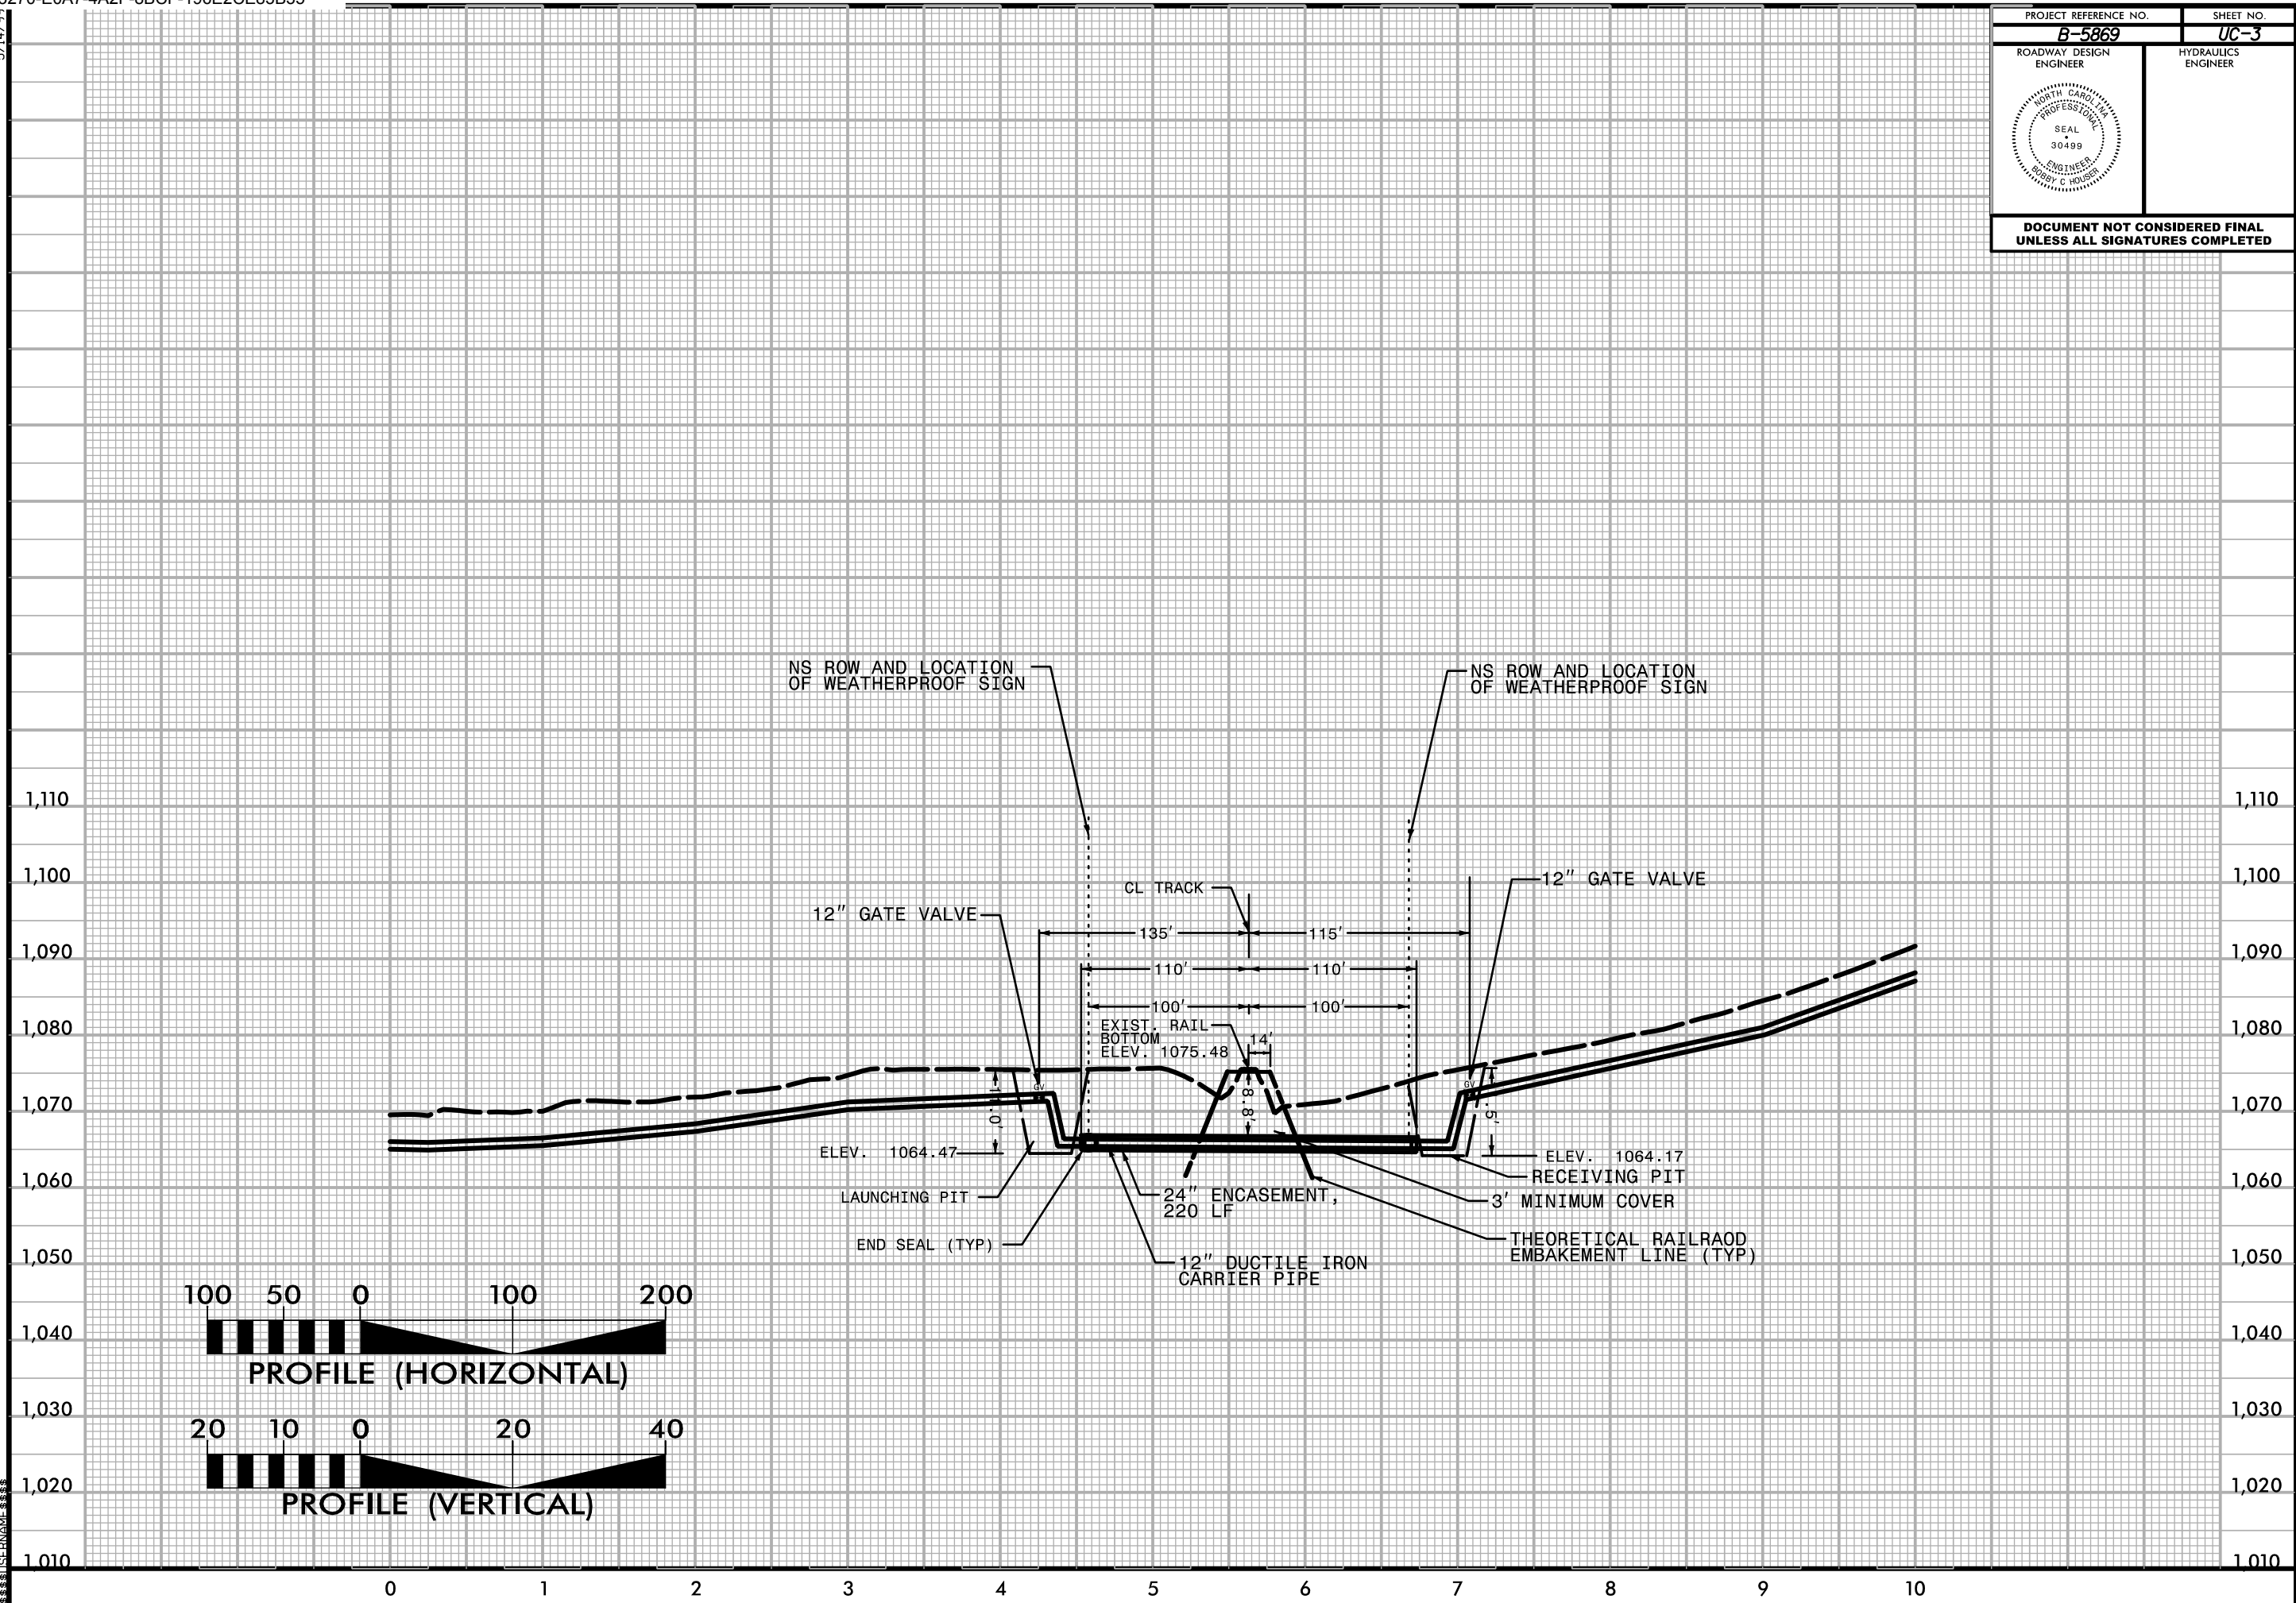 PROJECT REFERENCE NO.
SHEET NO.
B-5869
UC-3
ROADWAY DESIGN
ENGINEER
HYDRAULICS
ENGINEER
NORTH CAROLINA
PROFESSIONAL
SEAL
30499
ENGINEER
BOBBY C HOUSER
DOCUMENT NOT CONSIDERED FINAL
UNLESS ALL SIGNATURES COMPLETED
NS ROW AND LOCATION
OF WEATHERPROOF SIGN
NS ROW AND LOCATION
OF WEATHERPROOF SIGN
1,110
1,110
1,100
1,100
CL TRACK
12" GATE VALVE
12" GATE VALVE
135'
115'
1,090
1,090
110'
110'
100'
100'
EXIST. RAIL
BOTTOM
ELEV. 1075.48
14'
1,080
1,080
GV
GV
8.8'
1,070
1,070
ELEV. 1064.47
ELEV. 1064.17
RECEIVING PIT
LAUNCHING PIT
24" ENCASEMENT,
220 LF
3' MINIMUM COVER
1,060
1,060
END SEAL (TYP)
THEORETICAL RAILRAOD
EMBAKEMENT LINE (TYP)
12" DUCTILE IRON
CARRIER PIPE
1,050
1,050
100 50 0 100 200
PROFILE (HORIZONTAL)
1,040
1,040
20 10 0 20 40
PROFILE (VERTICAL)
1,030
1,030
1,020
1,020
1,010
1,010
0 1 2 3 4 5 6 7 8 9 10